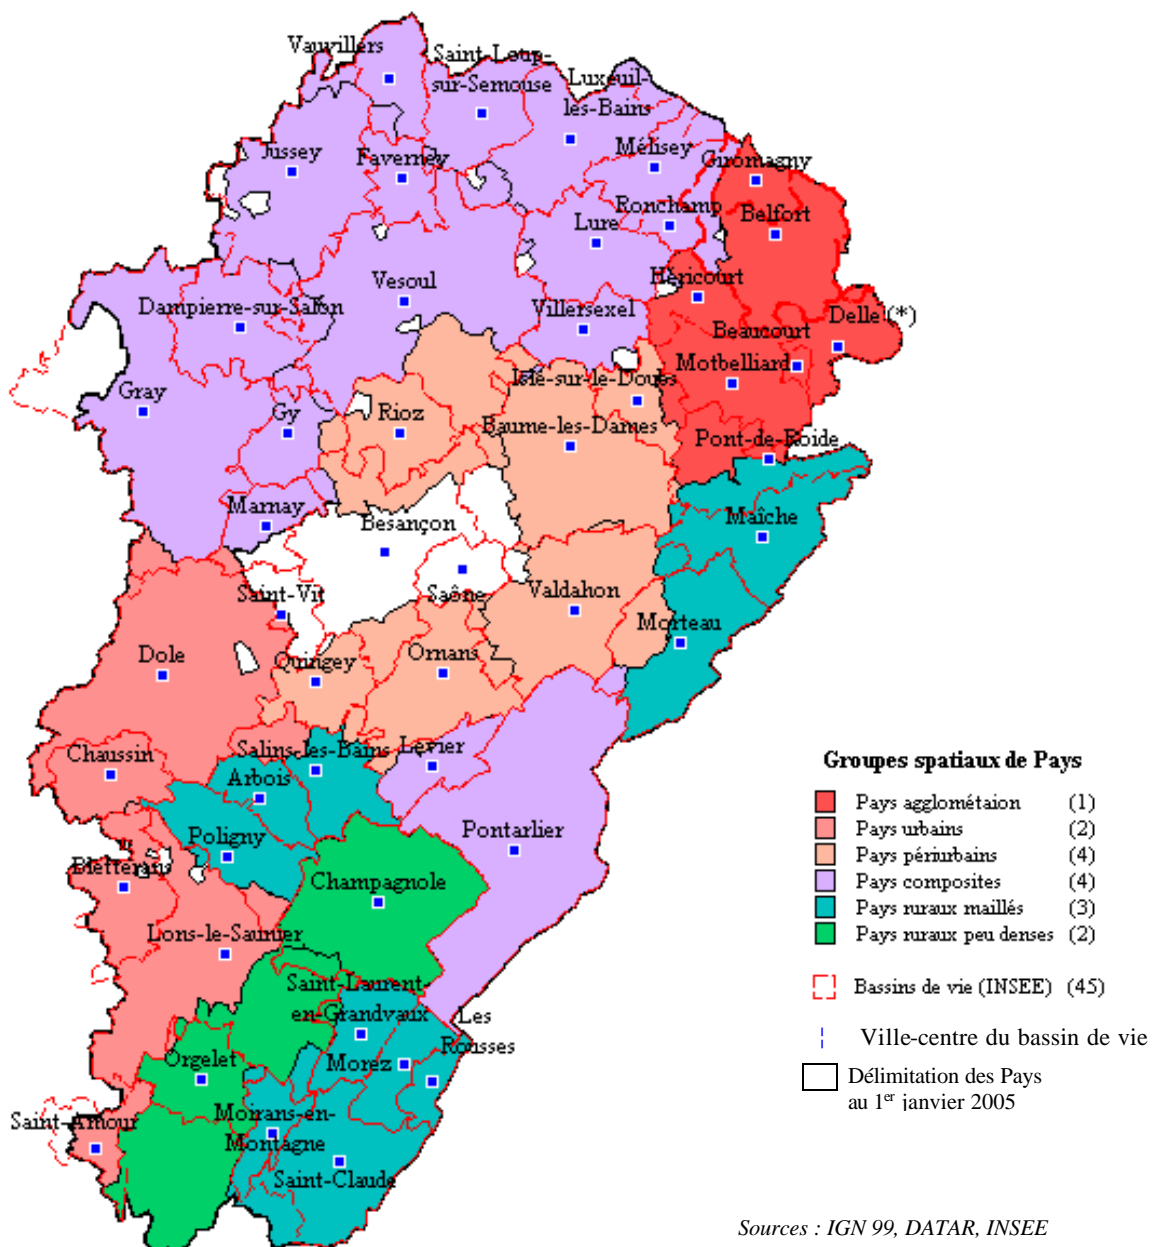 Vauvillers
Saint-Loup-
sur-Semouse
Luxeuil-
les-Bains
Jussey
Faverney
Mélisey
Giromagny
Ronchamp
Belfort
Lure
Héricourt
Vesoul
Dampierre-sur-Salon
Villersexel
Delle (*)
Beaucourt
Motbelliard
Isle-sur-le-Doubs
Gray
Gy
Rioz
Baume-les-Dames
Pont-de-Roide
Marnay
Besançon
Maîche
Saint-Vit
Saône
Valdahon
Morteau
Dole
Quingey
Ornans
Chaussin
Salins-les-Bains
Levier
Arbois
Poligny
Pontarlier
Bletterans
Champagnole
Lons-le-Saunier
Saint-Laurent-
en-Grandvaux
Les
Rousses
Morez
Orgelet
Moirans-en-
Montagne
Saint-Amour
Saint-Claude
Groupes spatiaux de Pays
Pays agglométaion (1)
Pays urbains (2)
Pays périurbains (4)
Pays composites (4)
Pays ruraux maillés (3)
Pays ruraux peu denses (2)
Bassins de vie (INSEE) (45)
Ville-centre du bassin de vie
Délimitation des Pays
au 1er janvier 2005
Sources : IGN 99, DATAR, INSEE